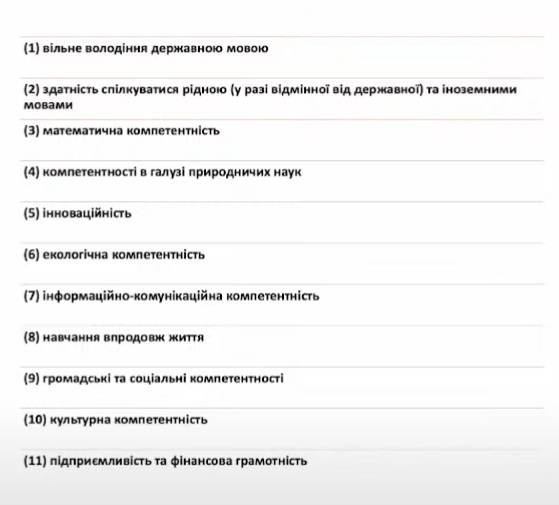 (1) вільне володіння державною мовою
(2) здатність спілкуватися рідною (у разі відмінної від державної) та іноземними
мовами
(3) математична компетентність
(4) компетентності в галузі природничих наук
(5) інноваційність
(6) екологічна компетентність
(7) інформаційно-комунікаційна компетентність
(8) навчання впродовж життя
(9) громадські та соціальні компетентності
(10) культурна компетентність
(11) підприємливість та фінансова грамотність